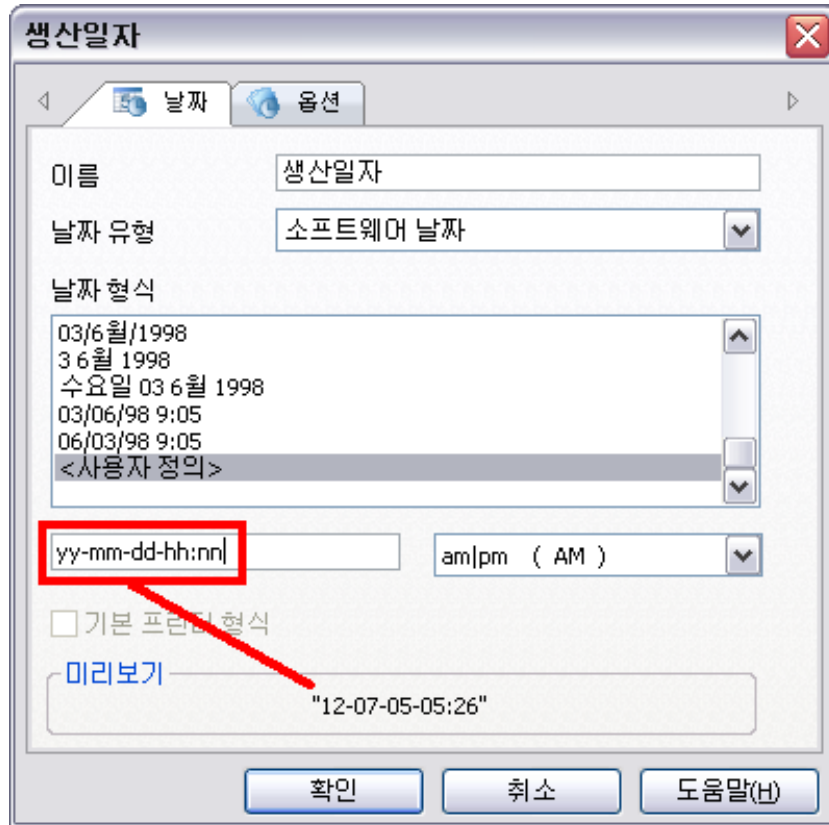 생산일자
날짜 옵션
이름 생산일자
날짜 유형 소프트웨어 날짜
날짜 형식
03/6월/1998
3 6월 1998
수요일 03 6월 1998
03/06/98 9:05
06/03/98 9:05
<사용자 정의>
yy-mm-dd-hh:nn am|pm ( AM )
기본 프린터 형식
미리보기
"12-07-05-05:26"
확인 취소 도움말(H)